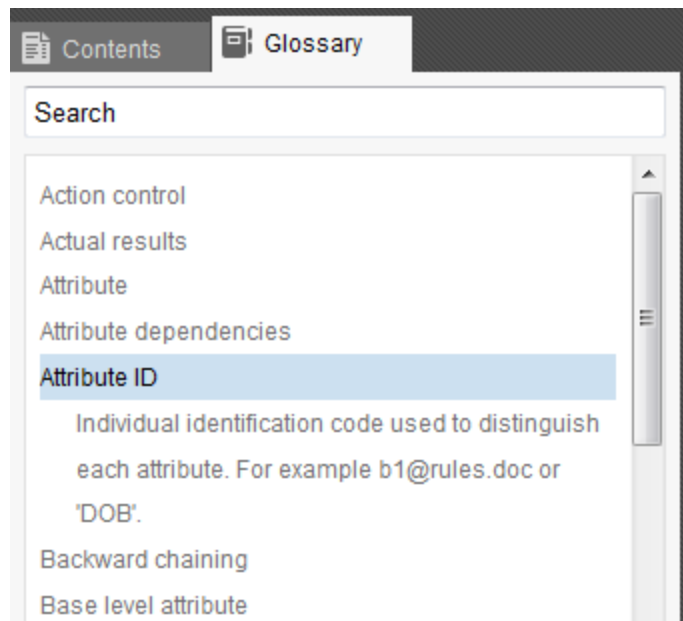 Contents
Glossary
Search
Action control
Actual results
Attribute
Attribute dependencies
Attribute ID
Individual identification code used to distinguish
each attribute. For example b1@rules.doc or
'DOB'.
Backward chaining
Base level attribute